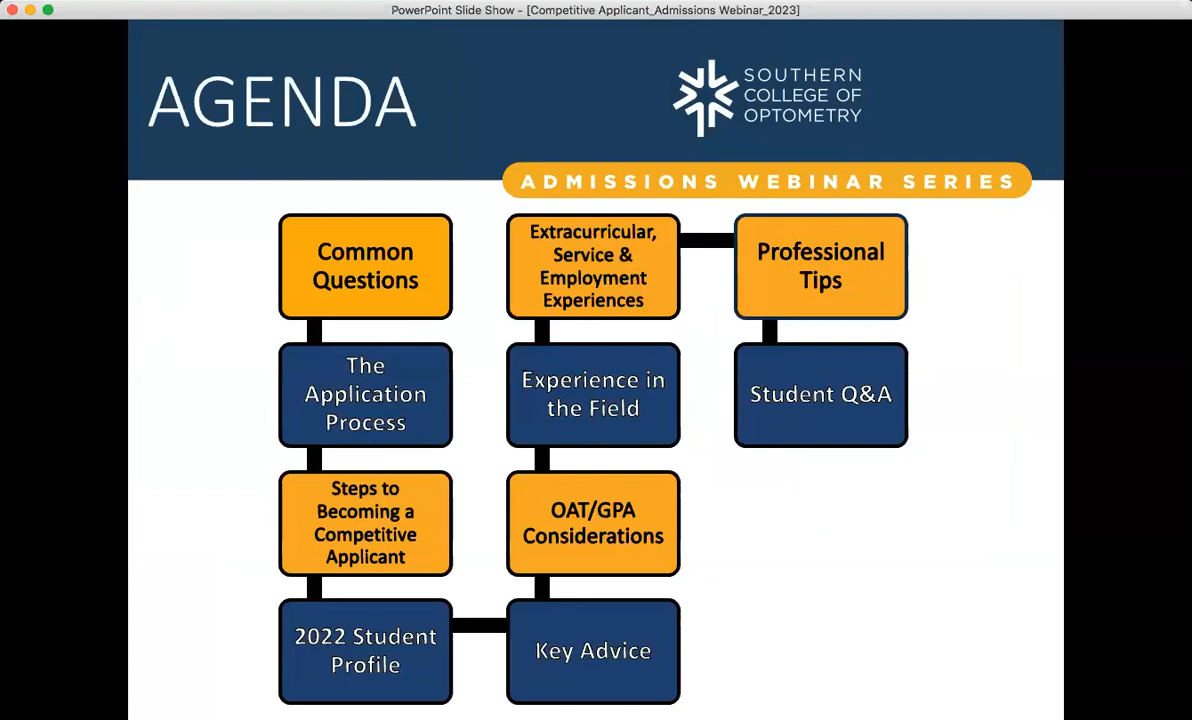 PowerPoint Slide Show - [Competitive Applicant_Admissions Webinar_2023]
AGENDA
SOUTHERN
COLLEGE OF
OPTOMETRY
ADMISSIONS WEBINAR SERIES
Common
Questions
The
Application
Process
Steps to
Becoming a
Competitive
Applicant
2022 Student
Profile
Key Advice
OAT/GPA
Considerations
Experience in
the Field
Extracurricular,
Service &
Employment
Experiences
Professional
Tips
Student Q&A